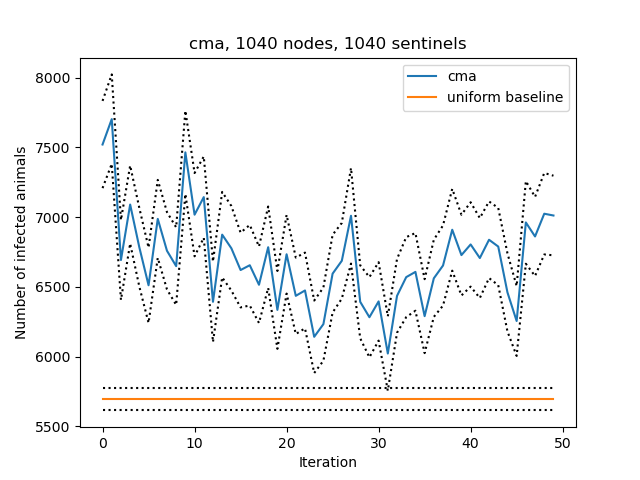 cma, 1040 nodes, 1040 sentinels
cma
uniform baseline
8000
7500
7000
6500
6000
5500
Number of infected animals
0 10 20 30 40 50
Iteration